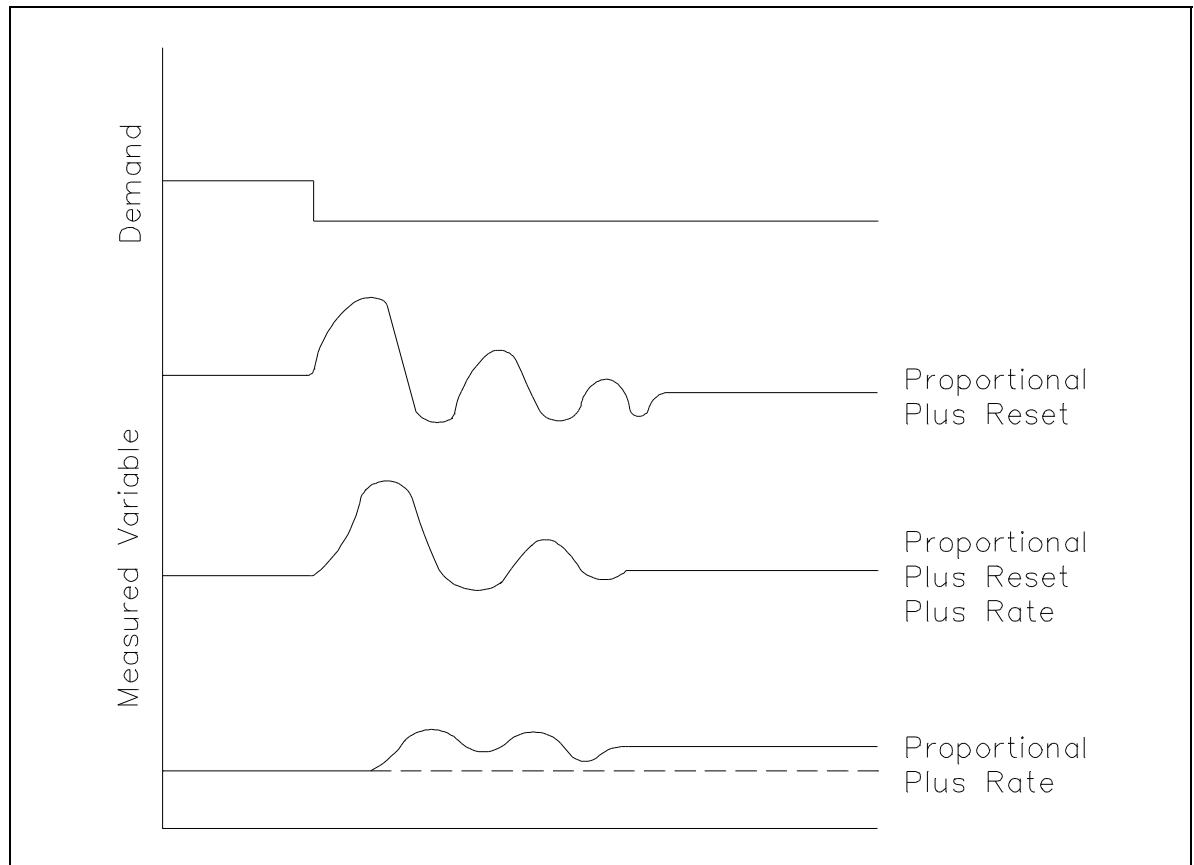 Demand
Measured Variable
Proportional
Plus Reset
Proportional
Plus Reset
Plus Rate
Proportional
Plus Rate